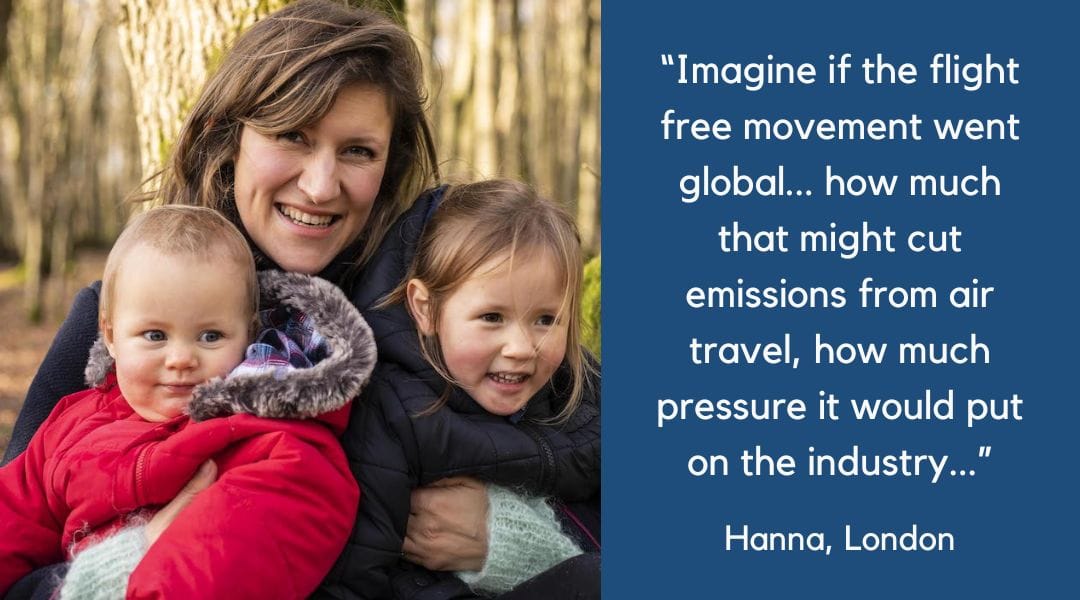 “Imagine if the flight
free movement went
global... how much
that might cut
emissions from air
travel, how much
pressure it would put
on the industry...”
Hanna, London